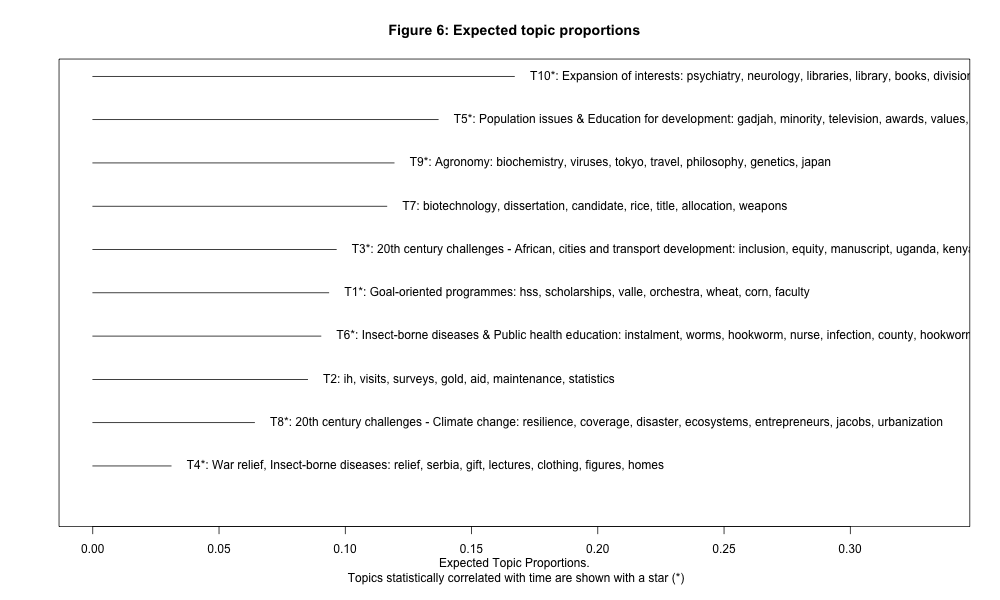 Figure 6: Expected topic proportions
T10*: Expansion of interests: psychiatry, neurology, libraries, library, books, division
T5*: Population issues & Education for development: gadjah, minority, television, awards, values,
T9*: Agronomy: biochemistry, viruses, tokyo, travel, philosophy, genetics, japan
T7: biotechnology, dissertation, candidate, rice, title, allocation, weapons
T3*: 20th century challenges - African, cities and transport development: inclusion, equity, manuscript, uganda, kenya
T1*: Goal-oriented programmes: hss, scholarships, valle, orchestra, wheat, corn, faculty
T6*: Insect-borne diseases & Public health education: instalment, worms, hookworm, nurse, infection, county, hookworm
T2: ih, visits, surveys, gold, aid, maintenance, statistics
T8*: 20th century challenges - Climate change: resilience, coverage, disaster, ecosystems, entrepreneurs, jacobs, urbanization
T4*: War relief, Insect-borne diseases: relief, serbia, gift, lectures, clothing, figures, homes
0.00 0.05 0.10 0.15 0.20 0.25 0.30
Expected Topic Proportions.
Topics statistically correlated with time are shown with a star (*)